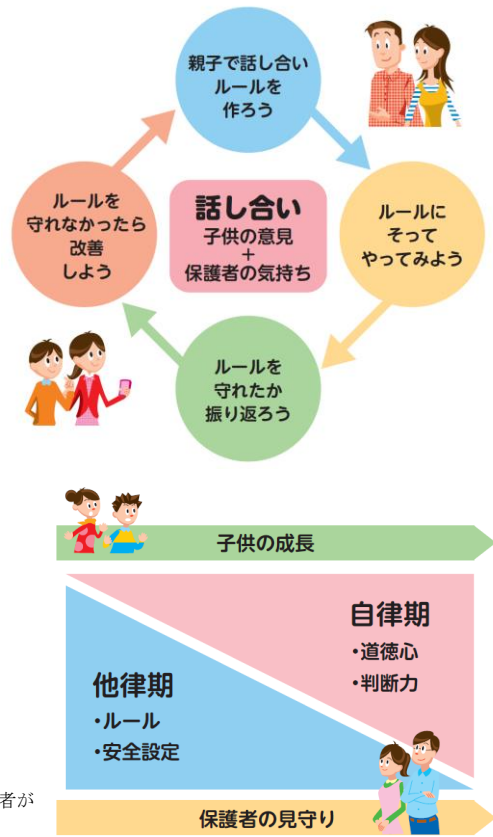 親子で話し合い
ルールを
作ろう
ルールを
守れなかったら
改善
しよう
話し合い
子供の意見
+
保護者の気持ち
ルールに
そって
やってみよう
ルールを
守れたか
振り返ろう
子供の成長
自律期
・道徳心
・判断力
他律期
・ルール
・安全設定
者が
保護者の見守り